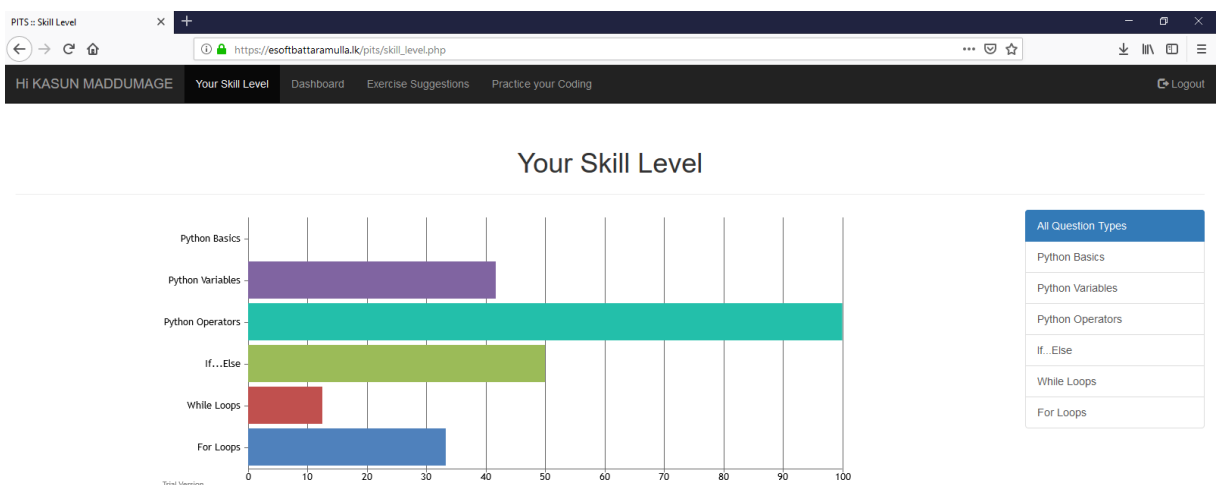 PITS :: Skill Level
https://esoftbattaramulla.lk/pits/skill_level.php
Hi KASUN MADDUMAGE Your Skill Level Dashboard Exercise Suggestions Practice your Coding Logout
Your Skill Level
Python Basics
Python Variables
Python Operators
If...Else
While Loops
For Loops
0 10 20 30 40 50 60 70 80 90 100
Trial Version
All Question Types
Python Basics
Python Variables
Python Operators
If...Else
While Loops
For Loops